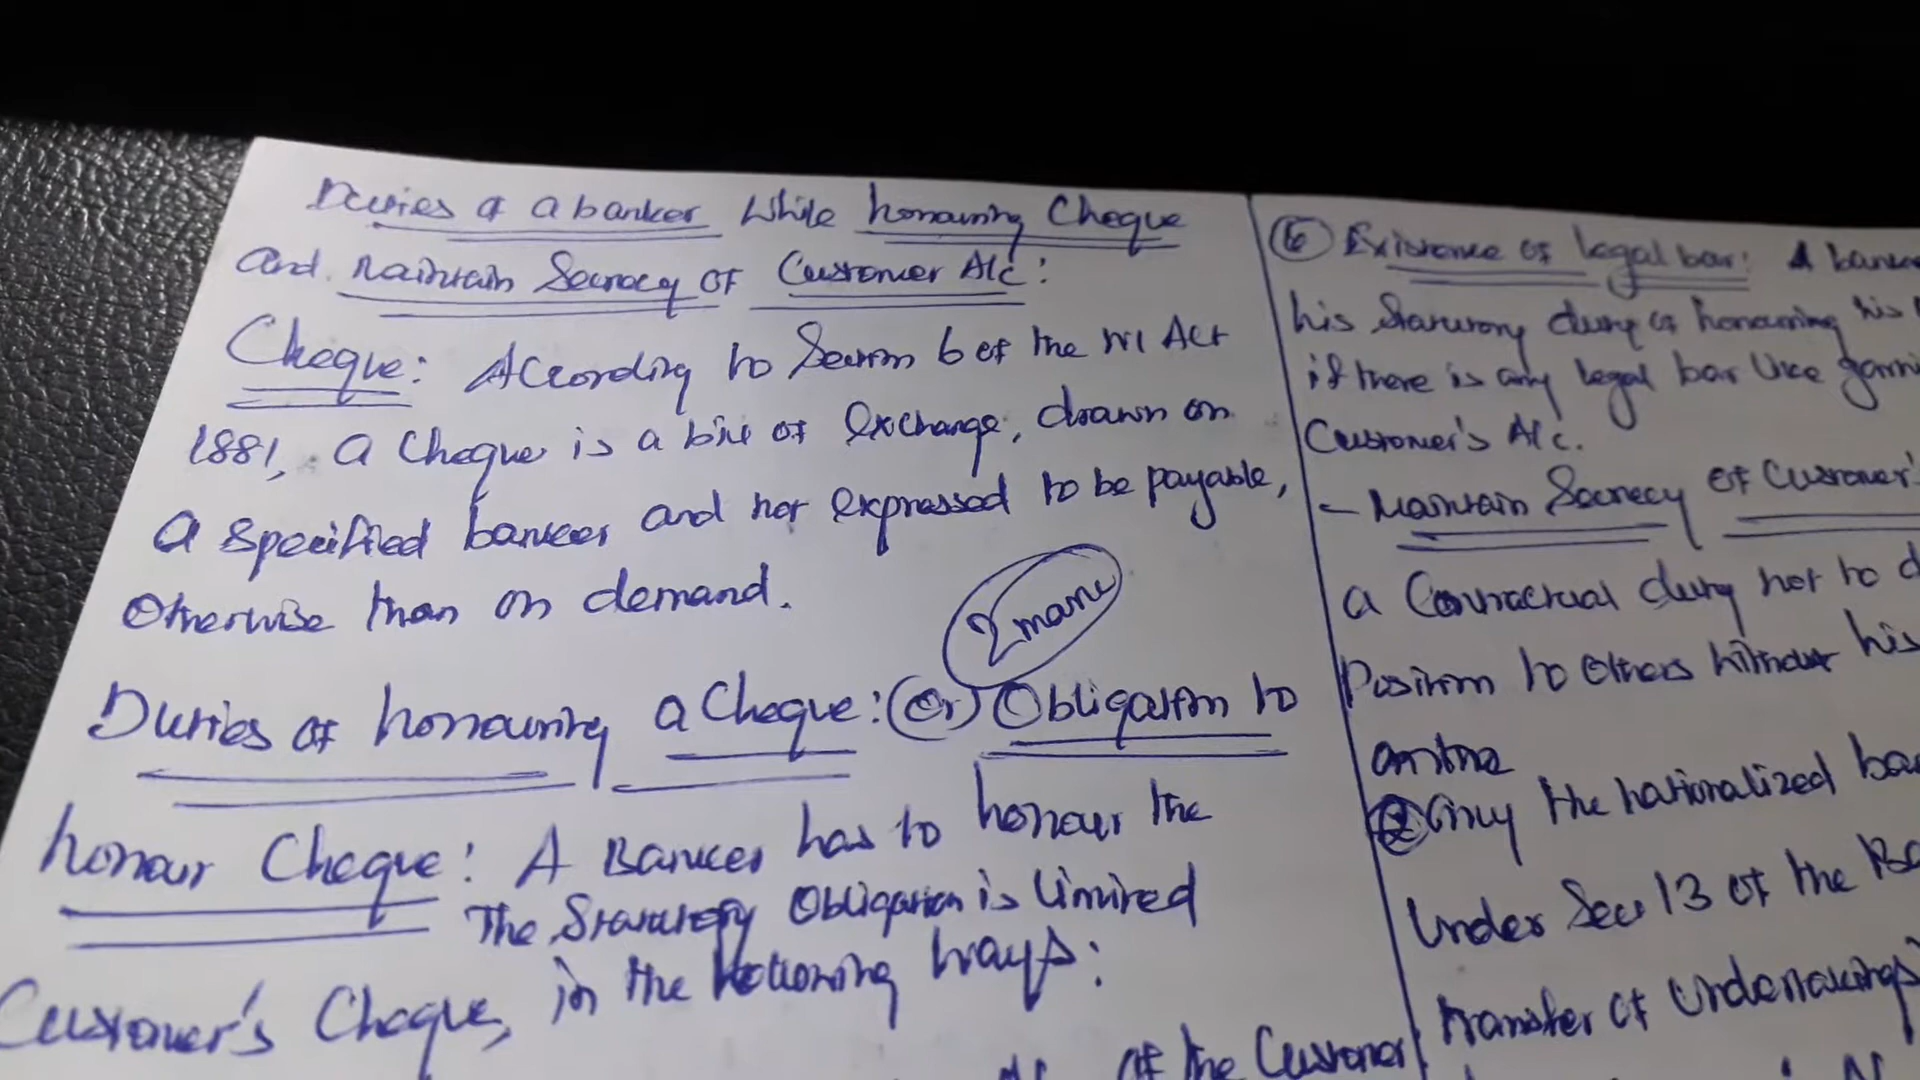 Duties of a banker while honouring Cheque
and maintain Secrecy of Customer A/c:
Cheque: According to Section 6 of the NI Act
1881, a Cheque is a bill of exchange, drawn on
a specified banker and not expressed to be payable,
Otherwise than on demand.
2 mark
Duties of honouring a Cheque: (Or) Obligation to
honour Cheque: A Banker has to honour the
The Statutory Obligation is limited
Customer's Cheque, in the following ways:
of the Customer
⑥ Existence of legal bar: A banker
his Statutory duty of honouring his
if there is any legal bar like garni
Customer's A/c.
- Maintain Secrecy of Customer's
a Contractual duty not to d
Position to Others without his
on the
② Only the nationalized ba
Under Sec 13 of the Ba
transfer of Undertakings